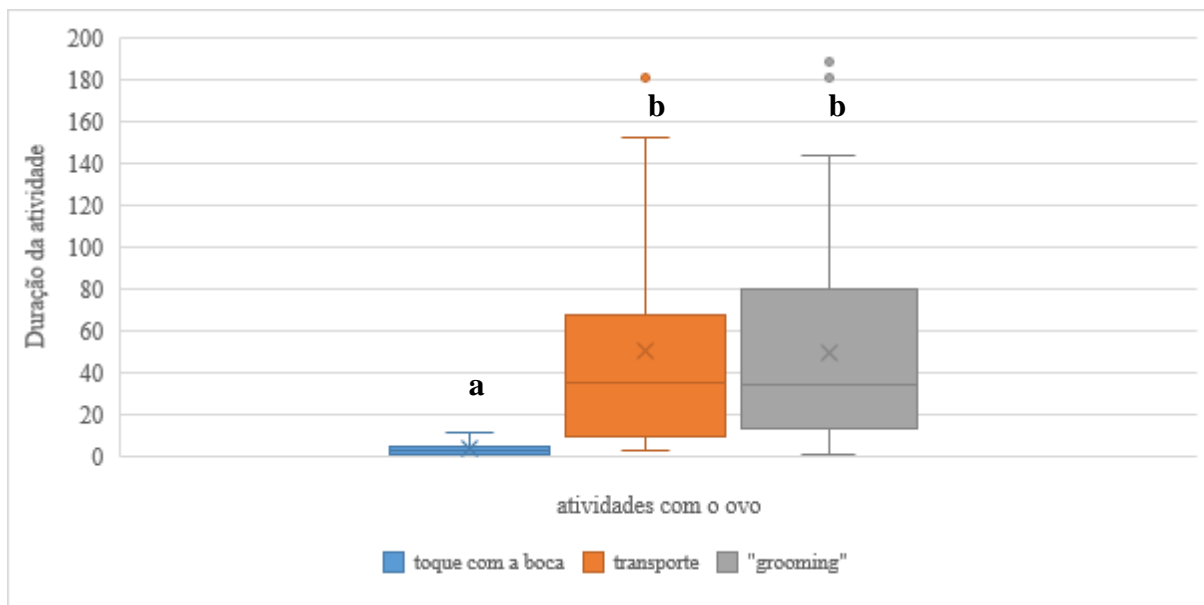 200
180
160
140
120
100
80
60
40
20
0
Duração da atividade
a
b
b
atividades com o ovo
toque com a boca transporte "grooming"